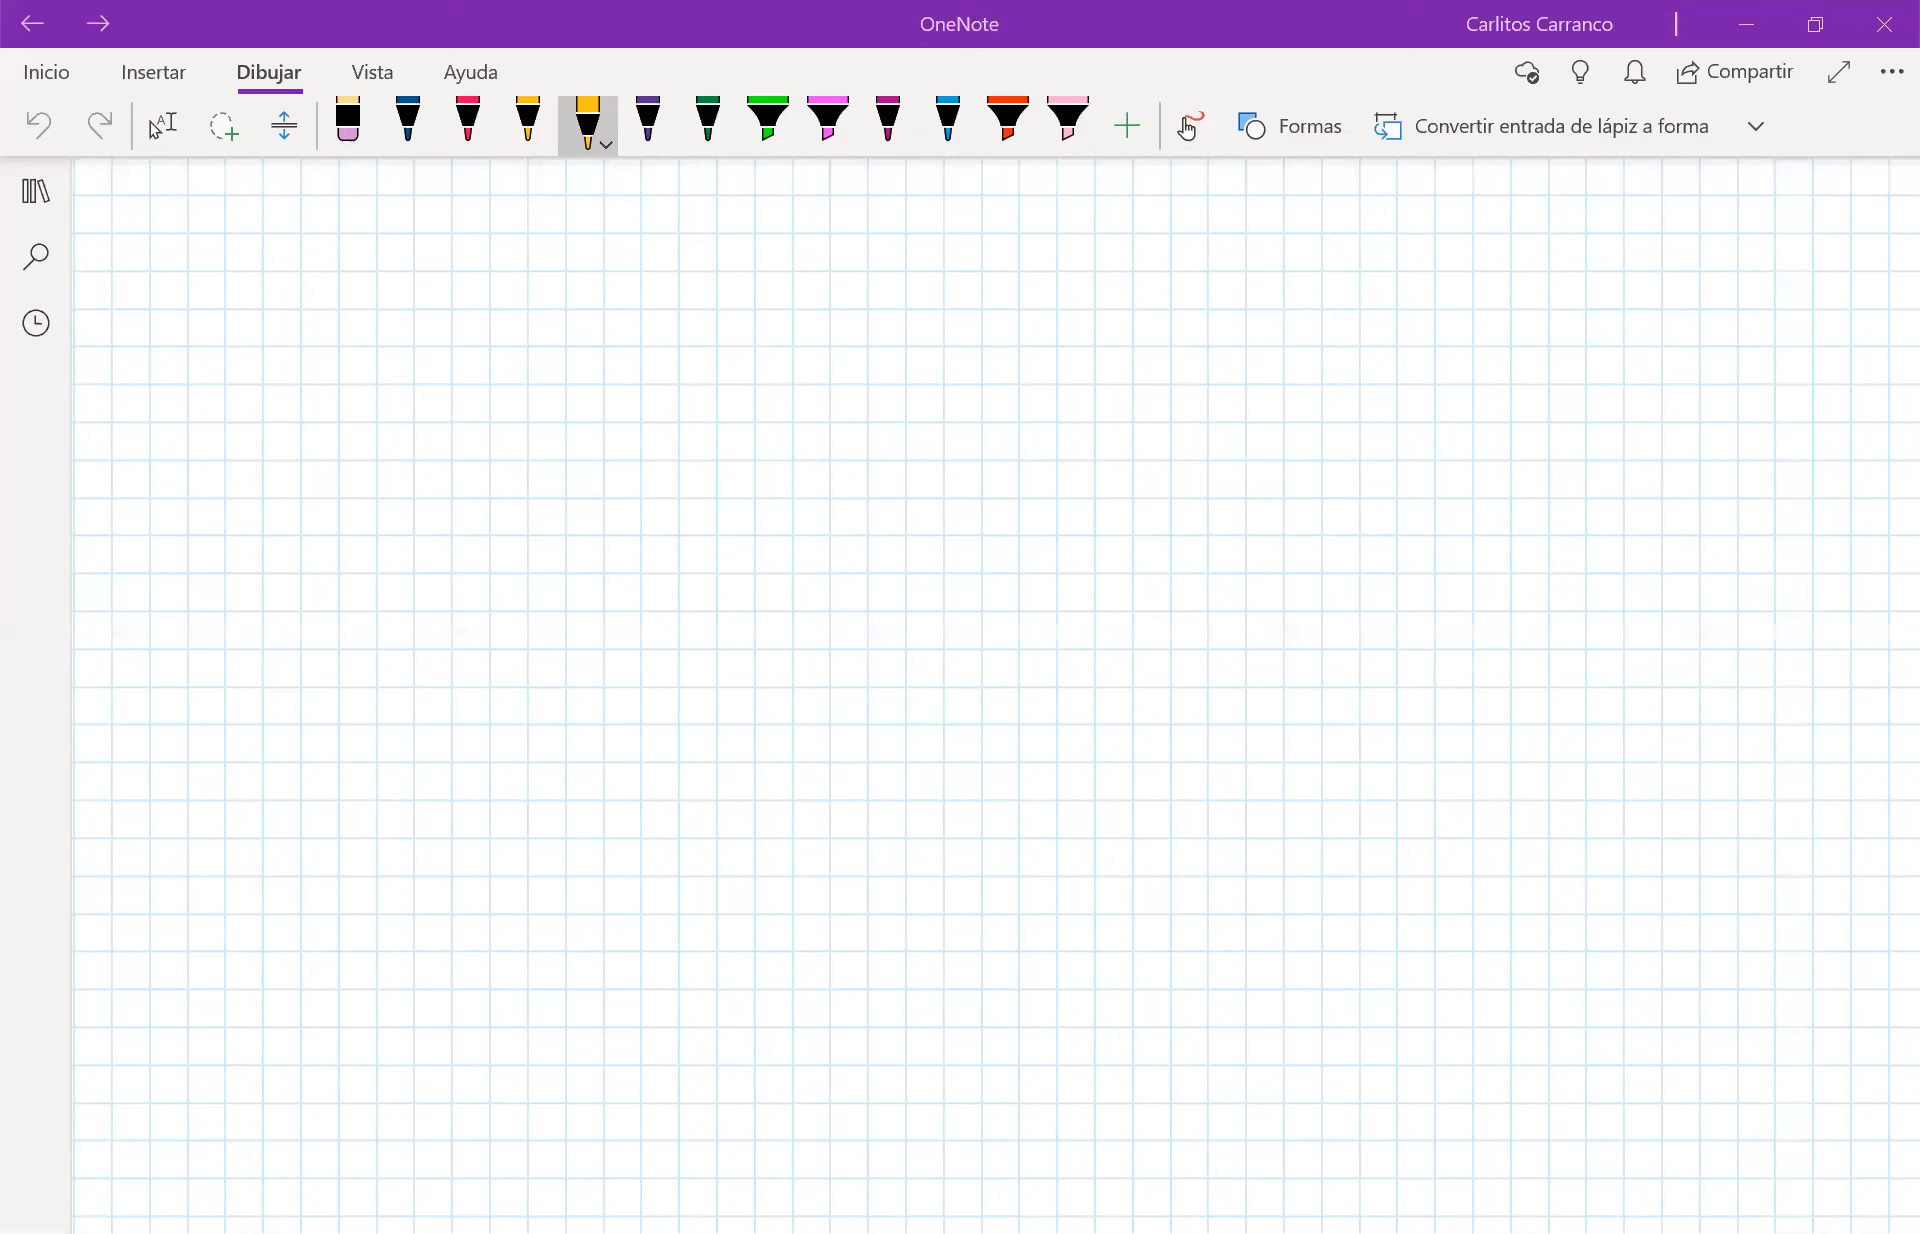 OneNote
Carlitos Carranco
Inicio
Insertar
Dibujar
Vista
Ayuda
Compartir
Formas
Convertir entrada de lápiz a forma